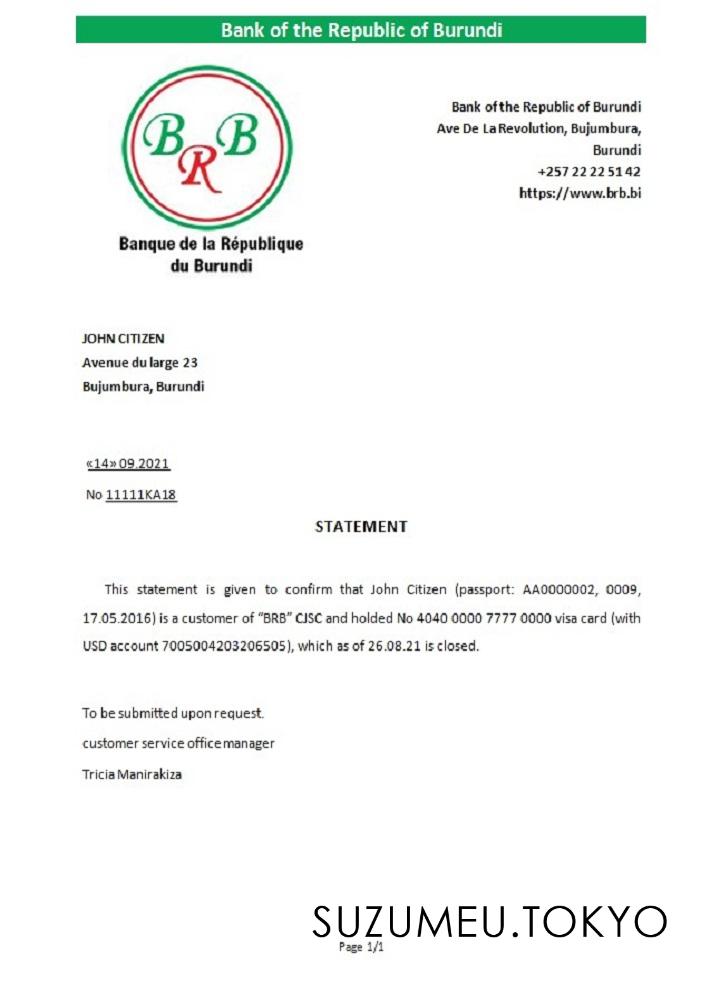 Bank of the Republic of Burundi
B R B
Banque de la République
du Burundi
Bank of the Republic of Burundi
Ave De La Revolution, Bujumbura,
Burundi
+257 22 22 51 42
https://www.brb.bi
JOHN CITIZEN
Avenue du large 23
Bujumbura, Burundi
«14» 09.2021
No 11111KA18
STATEMENT
This statement is given to confirm that John Citizen (passport: AA0000002, 0009,
17.05.2016) is a customer of "BRB" CJSC and holded No 4040 0000 7777 0000 visa card (with
USD account 7005004203206505), which as of 26.08.21 is closed.
To be submitted upon request.
customer service office manager
Tricia Manirakiza
SUZUMEU.TOKYO
Page 1/1